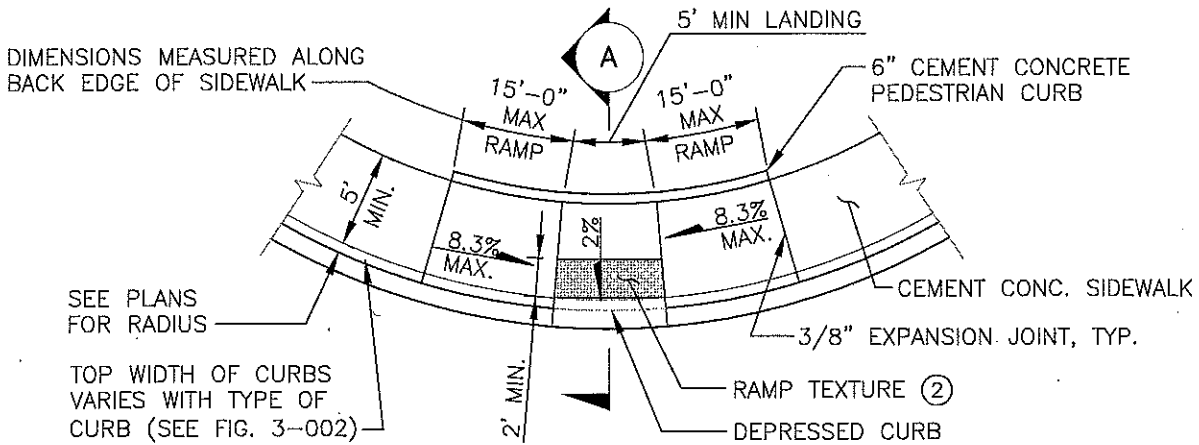 5' MIN LANDING
A
DIMENSIONS MEASURED ALONG
BACK EDGE OF SIDEWALK
15'-0"
MAX
RAMP
15'-0"
MAX
RAMP
6" CEMENT CONCRETE
PEDESTRIAN CURB
5'
MIN.
8.3%
MAX.
2%
8.3%
MAX.
SEE PLANS
FOR RADIUS
CEMENT CONC. SIDEWALK
3/8" EXPANSION JOINT, TYP.
TOP WIDTH OF CURBS
VARIES WITH TYPE OF
CURB (SEE FIG. 3-002)
2' MIN.
RAMP TEXTURE 2
DEPRESSED CURB